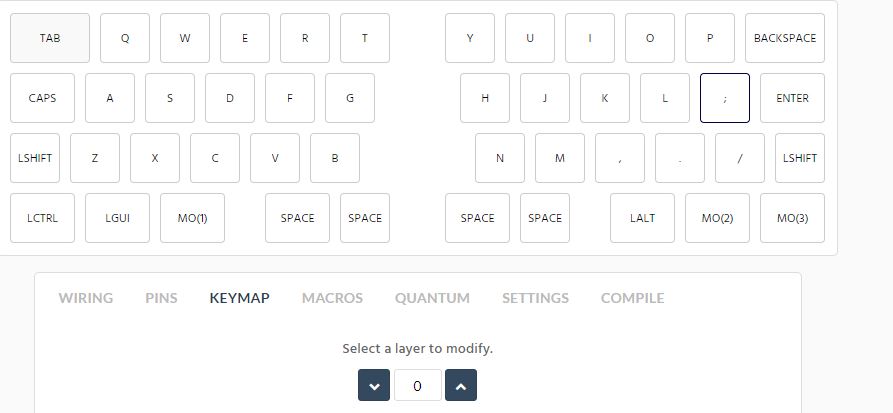 TAB Q W E R T Y U I O P BACKSPACE
CAPS A S D F G H J K L ; ENTER
LSHIFT Z X C V B N M , . / LSHIFT
LCTRL LGUI MO(1) SPACE SPACE SPACE SPACE LALT MO(2) MO(3)
WIRING PINS KEYMAP MACROS QUANTUM SETTINGS COMPILE
Select a layer to modify.
0